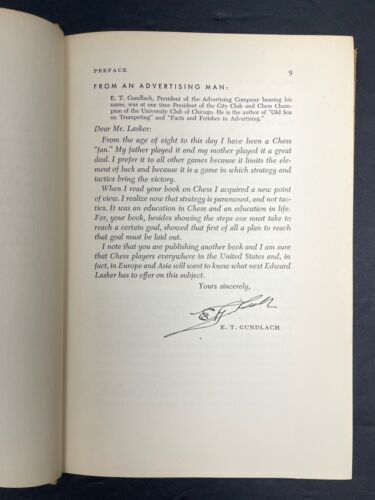 PREFACE 9
FROM AN ADVERTISING MAN:
E. T. Gundlach, President of the Advertising Company bearing his
name, was at one time President of the City Club and Chess Cham-
pion of the University Club of Chicago. He is the author of "Old Sox
on Trumpeting" and "Facts and Fetishes in Advertising."
Dear Mr. Lasker:
From the age of eight to this day I have been a Chess
"fan." My father played it and my mother played it a great
deal. I prefer it to all other games because it limits the ele-
ment of luck and because it is a game in which strategy and
tactics bring the victory.
When I read your book on Chess I acquired a new point
of view. I realize now that strategy is paramount, and not tac-
tics. It was an education in Chess and an education in life.
For, your book, besides showing the steps one must take to
reach a certain goal, showed that first of all a plan to reach
that goal must be laid out.
I note that you are publishing another book and I am sure
that Chess players everywhere in the United States and, in
fact, in Europe and Asia will want to know what next Edward
Lasker has to offer on this subject.
Yours sincerely,
E. T. GUNDLACH